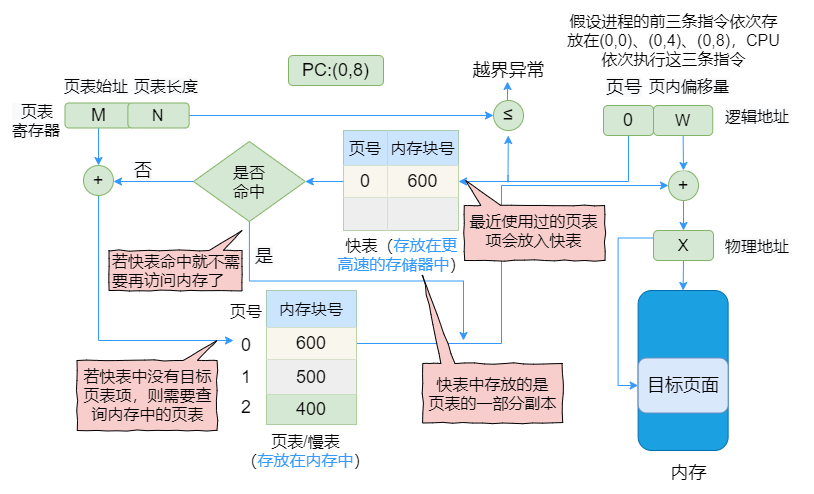 假设进程的前三条指令依次存
放在(0,0)、(0,4)、(0,8)，CPU
依次执行这三条指令
PC:(0,8)
越界异常
页表始址 页表长度
页号 页内偏移量
页表
寄存器
M N
≤
0 W
逻辑地址
页号 内存块号
0 600
是否
命中
否
+
+
最近使用过的页表
项会放入快表
X
物理地址
快表（存放在更
高速的存储器中）
是
若快表命中就不需
要再访问内存了
页号
内存块号
0 600
1 500
2 400
若快表中没有目标
页表项，则需要查
询内存中的页表
快表中存放的是
页表的一部分副本
目标页面
页表/慢表
（存放在内存中）
内存